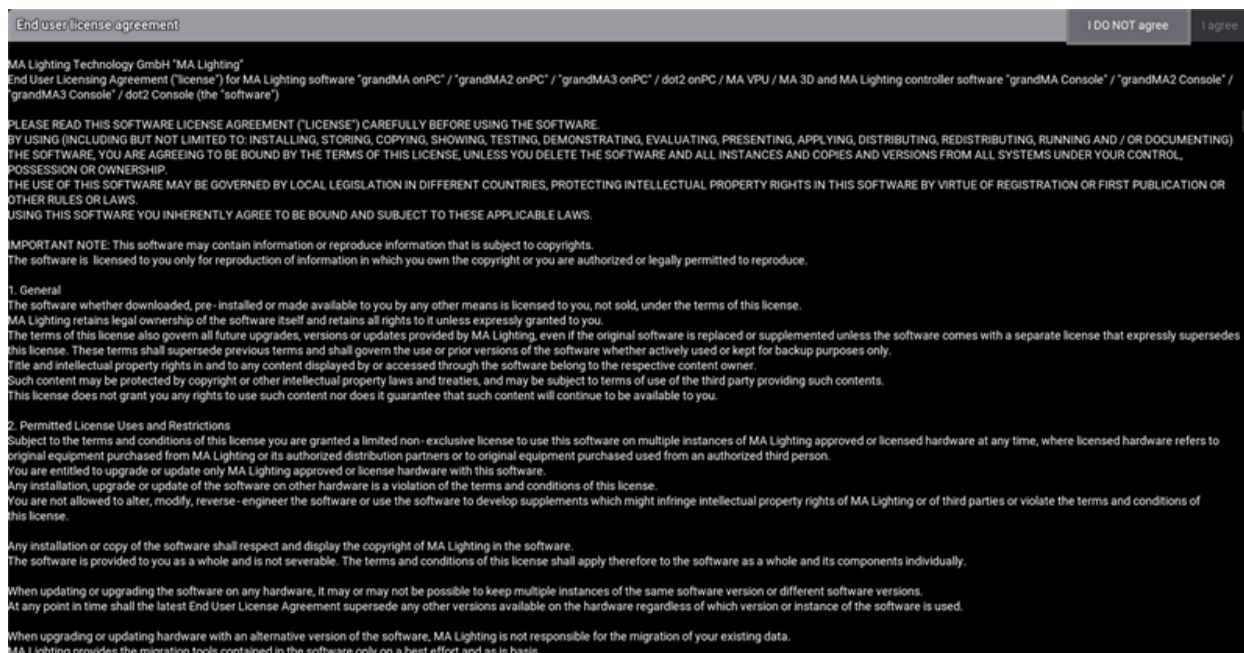 End user license agreement
I DO NOT agree
I agree
MA Lighting Technology GmbH "MA Lighting"
End User Licensing Agreement ("license") for MA Lighting software "grandMA onPC" / "grandMA2 onPC" / "grandMA3 onPC" / dot2 onPC / MA VPU / MA 3D and MA Lighting controller software "grandMA Console" / "grandMA2 Console" /
"grandMA3 Console" / dot2 Console (the "software")
PLEASE READ THIS SOFTWARE LICENSE AGREEMENT ("LICENSE") CAREFULLY BEFORE USING THE SOFTWARE.
BY USING (INCLUDING BUT NOT LIMITED TO: INSTALLING, STORING, COPYING, SHOWING, TESTING, DEMONSTRATING, EVALUATING, PRESENTING, APPLYING, DISTRIBUTING, REDISTRIBUTING, RUNNING AND / OR DOCUMENTING)
THE SOFTWARE, YOU ARE AGREEING TO BE BOUND BY THE TERMS OF THIS LICENSE, UNLESS YOU DELETE THE SOFTWARE AND ALL INSTANCES AND COPIES AND VERSIONS FROM ALL SYSTEMS UNDER YOUR CONTROL,
POSSESSION OR OWNERSHIP.
THE USE OF THIS SOFTWARE MAY BE GOVERNED BY LOCAL LEGISLATION IN DIFFERENT COUNTRIES, PROTECTING INTELLECTUAL PROPERTY RIGHTS IN THIS SOFTWARE BY VIRTUE OF REGISTRATION OR FIRST PUBLICATION OR
OTHER RULES OR LAWS.
USING THIS SOFTWARE YOU INHERENTLY AGREE TO BE BOUND AND SUBJECT TO THESE APPLICABLE LAWS.
IMPORTANT NOTE: This software may contain information or reproduce information that is subject to copyrights.
The software is licensed to you only for reproduction of information in which you own the copyright or you are authorized or legally permitted to reproduce.
1. General
The software whether downloaded, pre-installed or made available to you by any other means is licensed to you, not sold, under the terms of this license.
MA Lighting retains legal ownership of the software itself and retains all rights to it unless expressly granted to you.
The terms of this license also govern all future upgrades, versions or updates provided by MA Lighting, even if the original software is replaced or supplemented unless the software comes with a separate license that expressly supersedes
this license. These terms shall supersede previous terms and shall govern the use or prior versions of the software whether actively used or kept for backup purposes only.
Title and intellectual property rights in and to any content displayed by or accessed through the software belong to the respective content owner.
Such content may be protected by copyright or other intellectual property laws and treaties, and may be subject to terms of use of the third party providing such contents.
This license does not grant you any rights to use such content nor does it guarantee that such content will continue to be available to you.
2. Permitted License Uses and Restrictions
Subject to the terms and conditions of this license you are granted a limited non-exclusive license to use this software on multiple instances of MA Lighting approved or licensed hardware at any time, where licensed hardware refers to
original equipment purchased from MA Lighting or its authorized distribution partners or to original equipment purchased used from an authorized third person.
You are entitled to upgrade or update only MA Lighting approved or license hardware with this software.
Any installation, upgrade or update of the software on other hardware is a violation of the terms and conditions of this license.
You are not allowed to alter, modify, reverse-engineer the software or use the software to develop supplements which might infringe intellectual property rights of MA Lighting or of third parties or violate the terms and conditions of
this license.
Any installation or copy of the software shall respect and display the copyright of MA Lighting in the software.
The software is provided to you as a whole and is not severable. The terms and conditions of this license shall apply therefore to the software as a whole and its components individually.
When updating or upgrading the software on any hardware, it may or may not be possible to keep multiple instances of the same software version or different software versions.
At any point in time shall the latest End User License Agreement supersede any other versions available on the hardware regardless of which version or instance of the software is used.
When upgrading or updating hardware with an alternative version of the software, MA Lighting is not responsible for the migration of your existing data.
MA Lighting provides the migration tools contained in the software only on a best effort and as is basis.